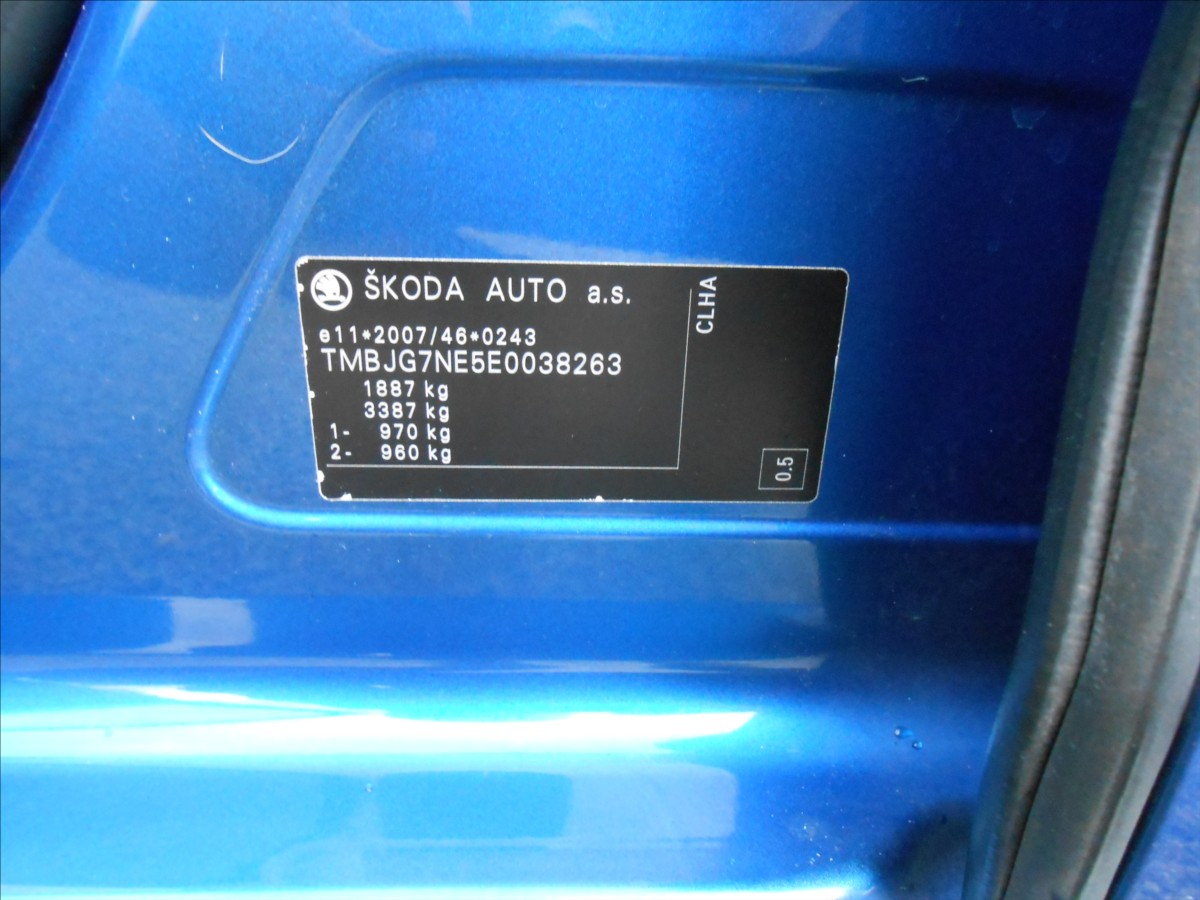 ŠKODA AUTO a.s.
e11*2007/46*0243
TMBJG7NE5E0038263
1887 kg
3387 kg
1- 970 kg
2- 960 kg
CLHA
0.5